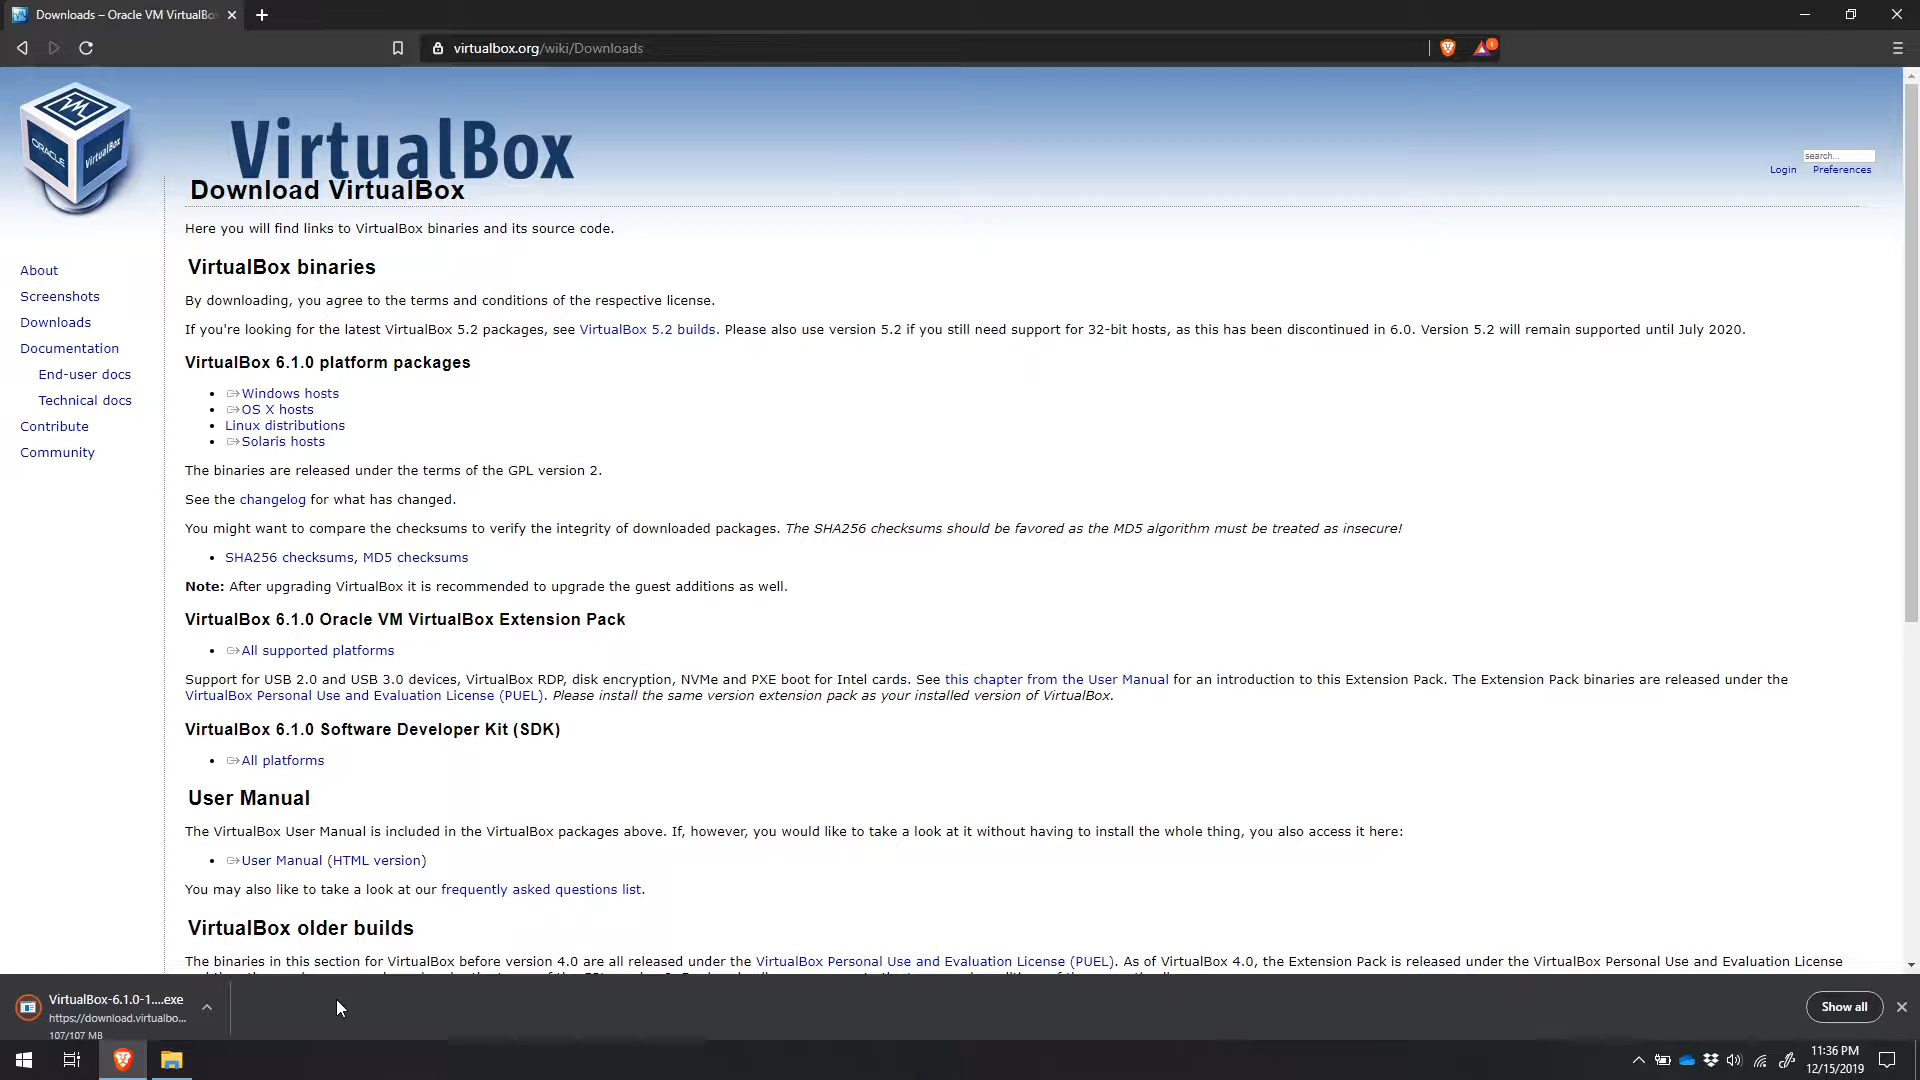 Downloads – Oracle VM VirtualBo
virtualbox.org/wiki/Downloads
1
ORACLE
VirtualBox
VirtualBox
search...
Login Preferences
Download VirtualBox
Here you will find links to VirtualBox binaries and its source code.
About
Screenshots
Downloads
Documentation
End-user docs
Technical docs
Contribute
Community
VirtualBox binaries
By downloading, you agree to the terms and conditions of the respective license.
If you're looking for the latest VirtualBox 5.2 packages, see VirtualBox 5.2 builds. Please also use version 5.2 if you still need support for 32-bit hosts, as this has been discontinued in 6.0. Version 5.2 will remain supported until July 2020.
VirtualBox 6.1.0 platform packages
Windows hosts
OS X hosts
Linux distributions
Solaris hosts
The binaries are released under the terms of the GPL version 2.
See the changelog for what has changed.
You might want to compare the checksums to verify the integrity of downloaded packages. The SHA256 checksums should be favored as the MD5 algorithm must be treated as insecure!
SHA256 checksums, MD5 checksums
Note: After upgrading VirtualBox it is recommended to upgrade the guest additions as well.
VirtualBox 6.1.0 Oracle VM VirtualBox Extension Pack
All supported platforms
Support for USB 2.0 and USB 3.0 devices, VirtualBox RDP, disk encryption, NVMe and PXE boot for Intel cards. See this chapter from the User Manual for an introduction to this Extension Pack. The Extension Pack binaries are released under the
VirtualBox Personal Use and Evaluation License (PUEL). Please install the same version extension pack as your installed version of VirtualBox.
VirtualBox 6.1.0 Software Developer Kit (SDK)
All platforms
User Manual
The VirtualBox User Manual is included in the VirtualBox packages above. If, however, you would like to take a look at it without having to install the whole thing, you also access it here:
User Manual (HTML version)
You may also like to take a look at our frequently asked questions list.
VirtualBox older builds
The binaries in this section for VirtualBox before version 4.0 are all released under the VirtualBox Personal Use and Evaluation License (PUEL). As of VirtualBox 4.0, the Extension Pack is released under the VirtualBox Personal Use and Evaluation License
VirtualBox-6.1.0-1....exe
https://download.virtualbo...
107/107 MB
Show all
11:36 PM
12/15/2019